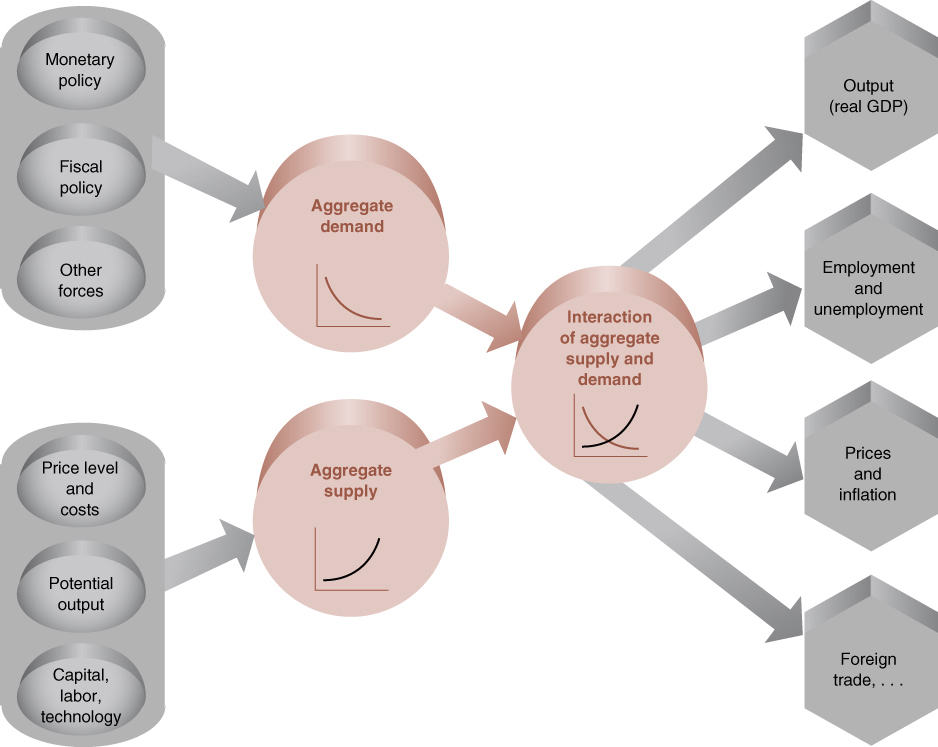 Monetary
policy
Fiscal
policy
Other
forces
Price level
and
costs
Potential
output
Capital,
labor,
technology
Aggregate
demand
Aggregate
supply
Interaction
of aggregate
supply and
demand
Output
(real GDP)
Employment
and
unemployment
Prices
and
inflation
Foreign
trade, . . .